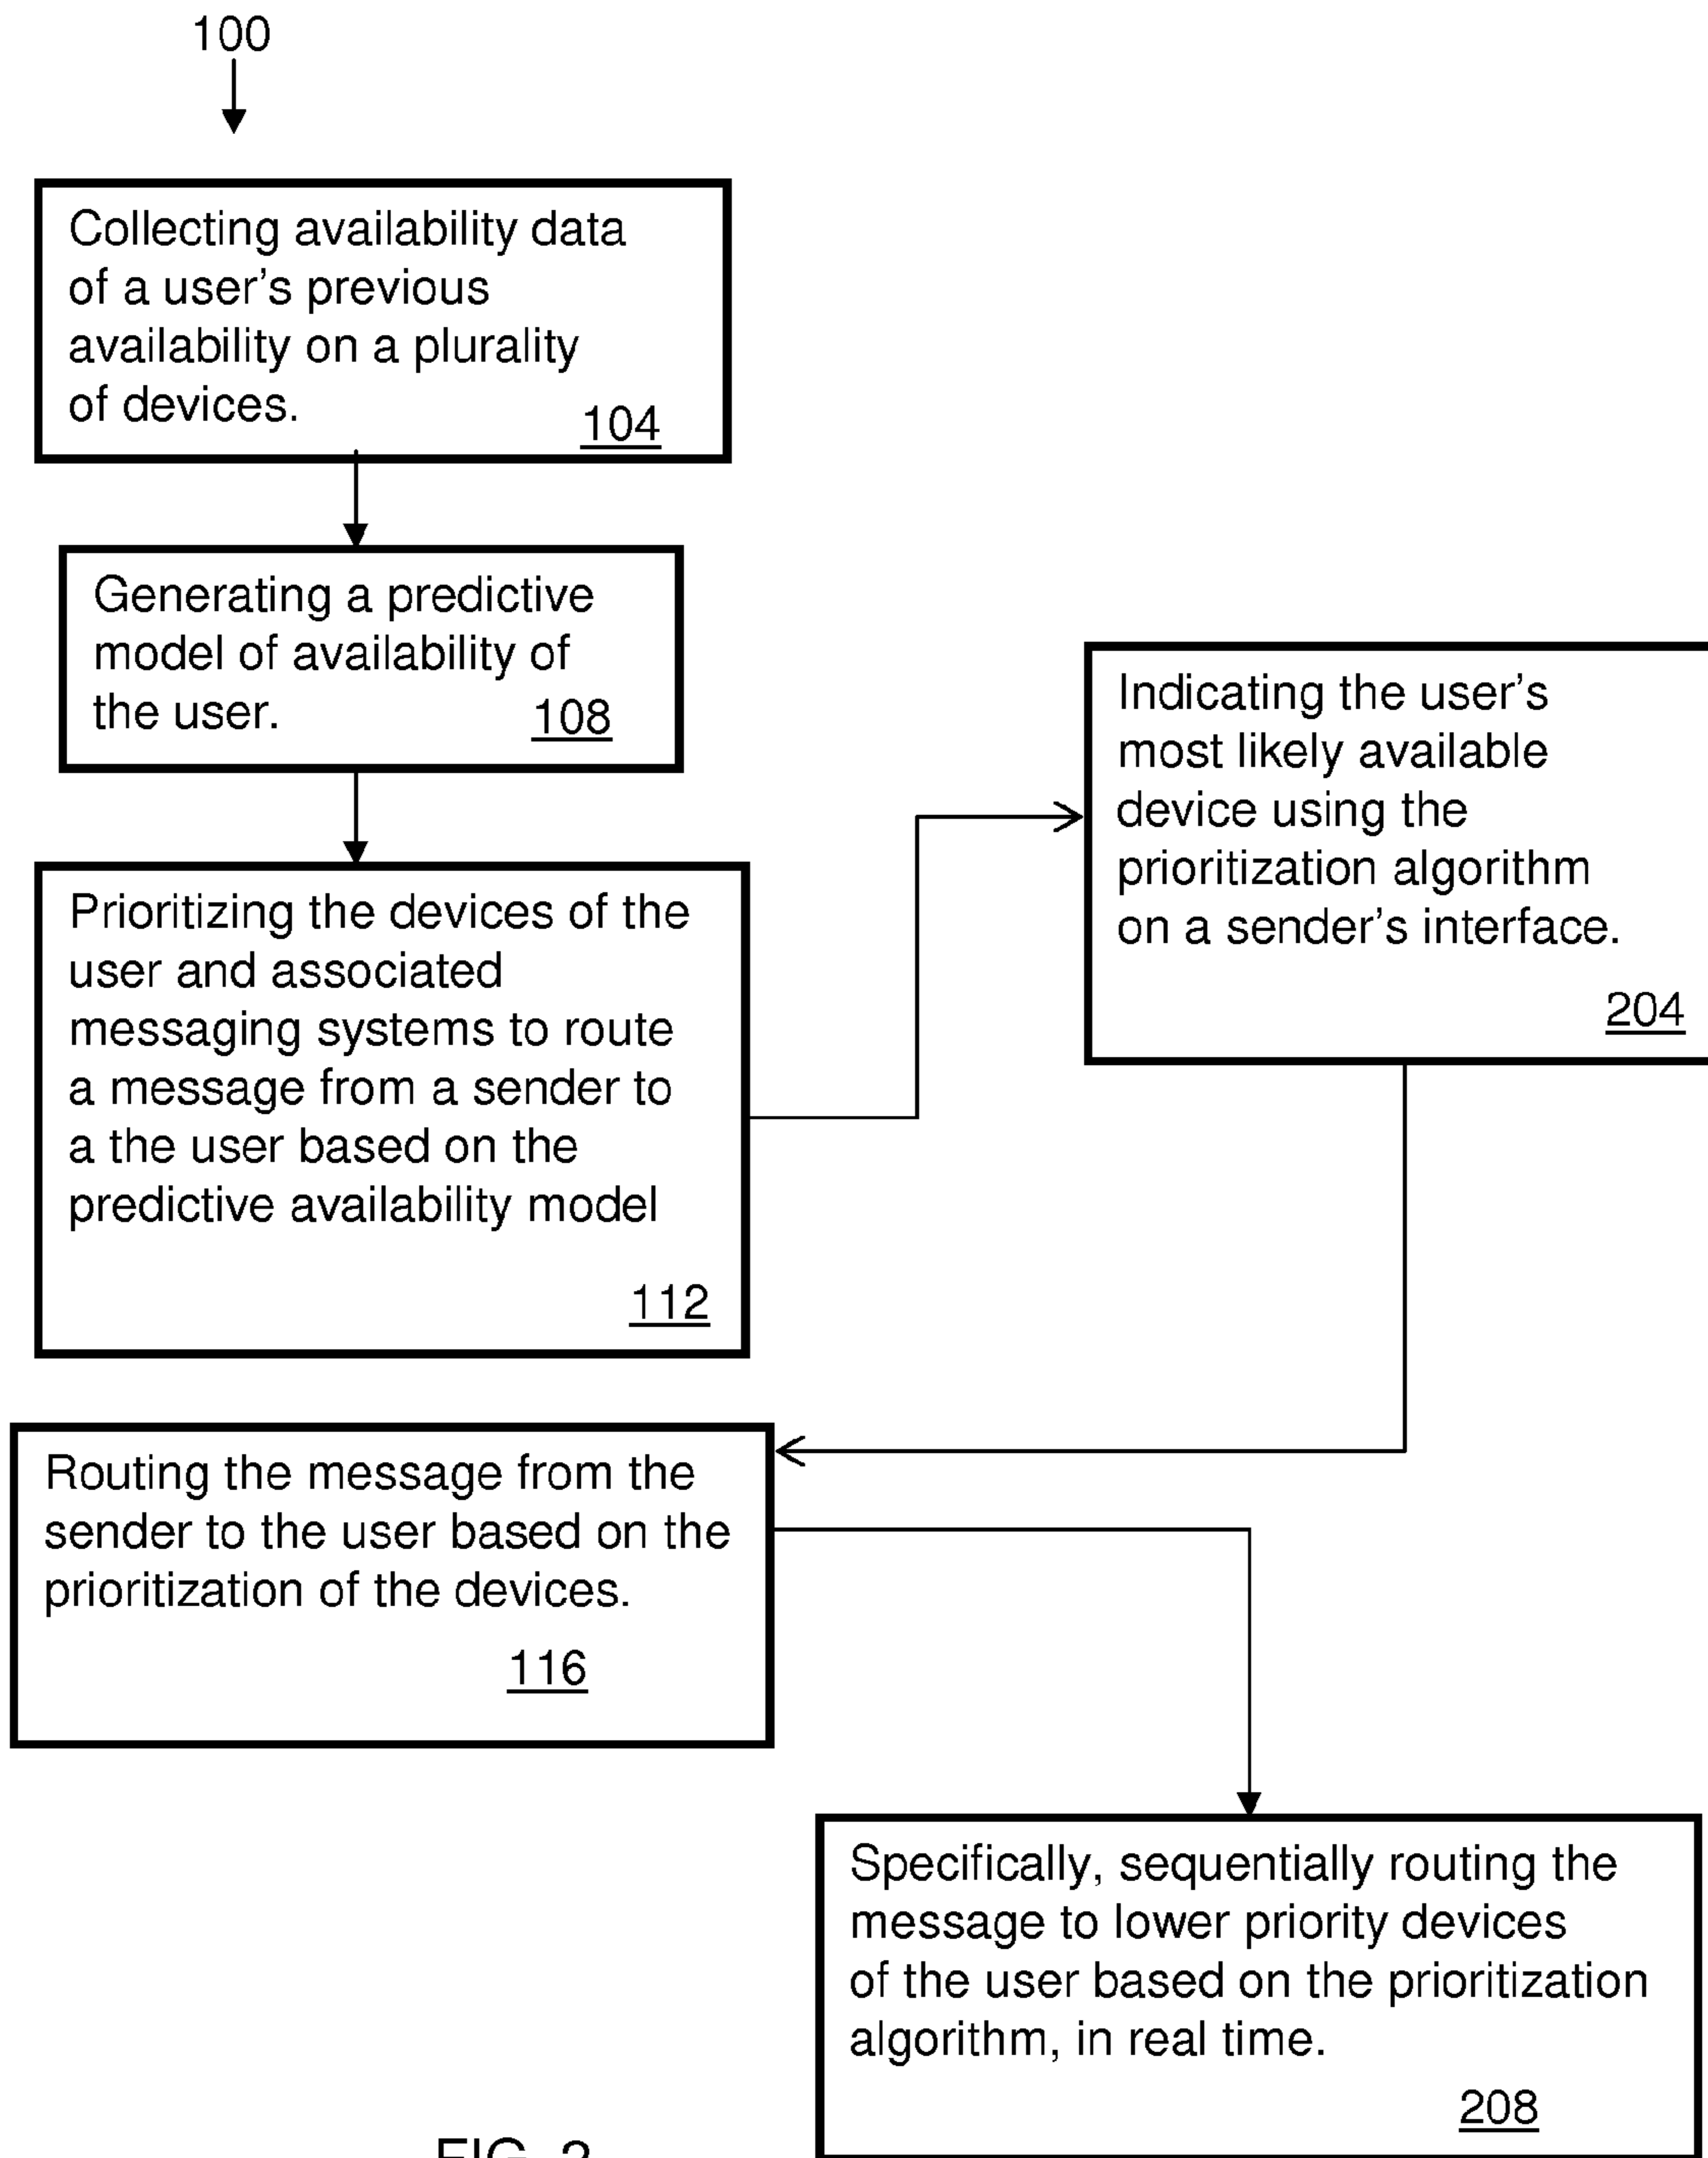 100
Collecting availability data
of a user's previous
availability on a plurality
of devices.
104
Generating a predictive
model of availability of
the user.
108
Prioritizing the devices of the
user and associated
messaging systems to route
a message from a sender to
a the user based on the
predictive availability model
112
Indicating the user's
most likely available
device using the
prioritization algorithm
on a sender's interface.
204
Routing the message from the
sender to the user based on the
prioritization of the devices.
116
Specifically, sequentially routing the
message to lower priority devices
of the user based on the prioritization
algorithm, in real time.
208
FIG. 2